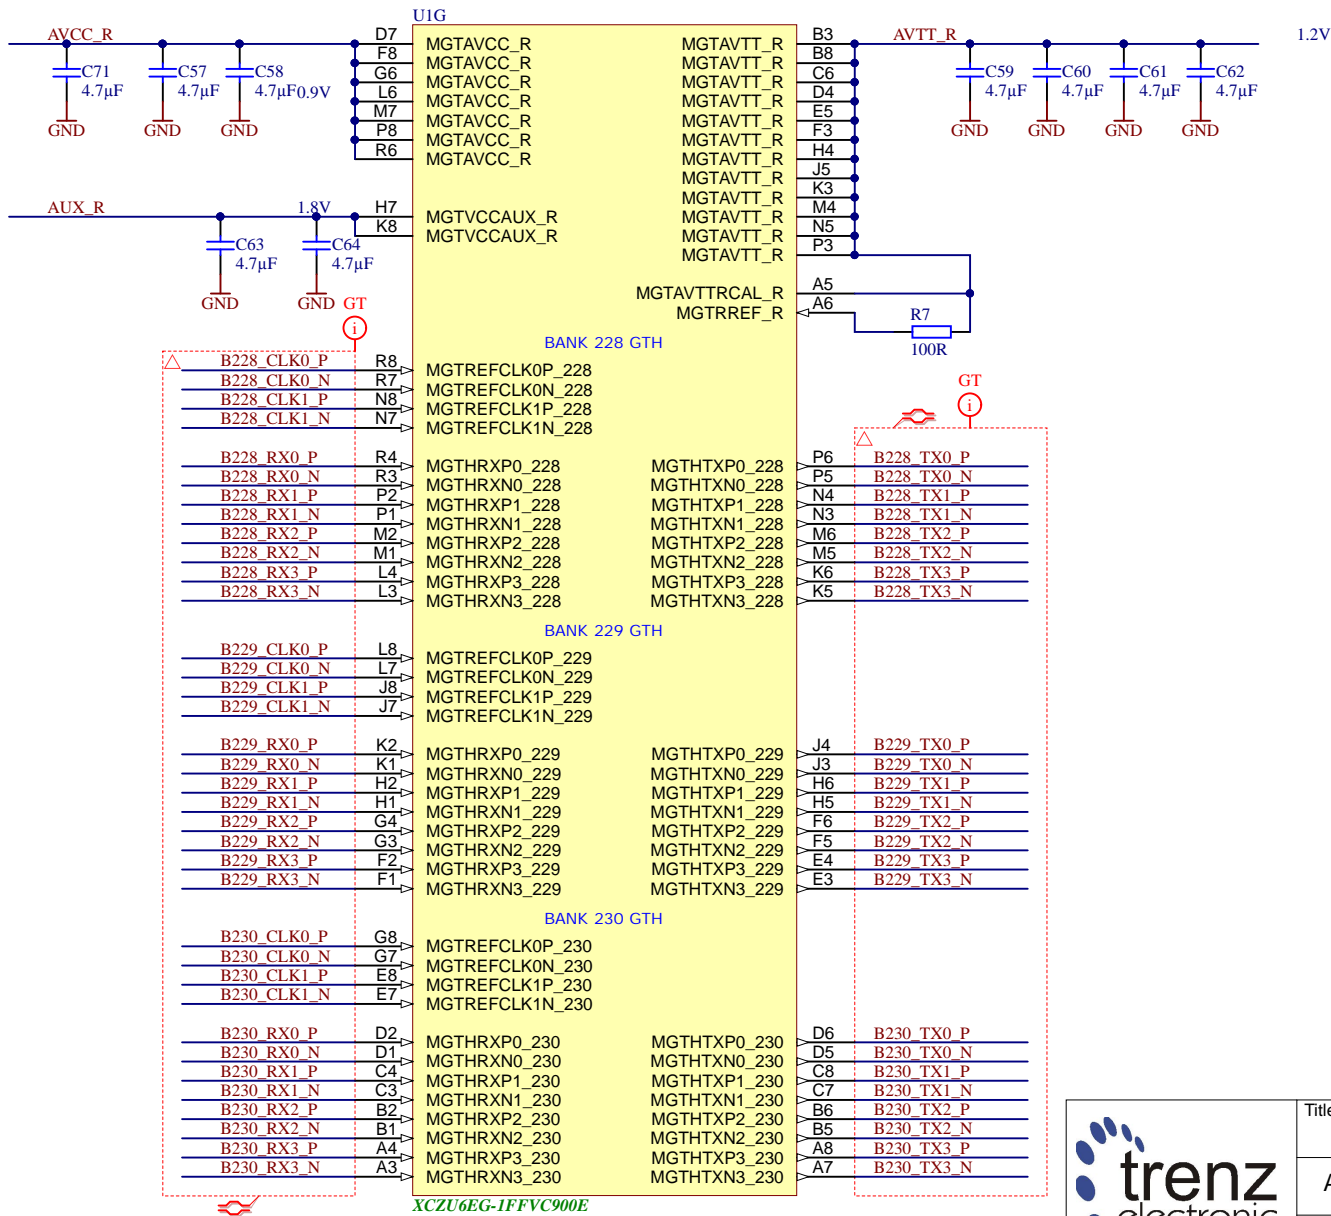 U1G
AVCC_R D7 MGTAVCC_R MGTAVTT_R B3 AVTT_R 1.2V
F8 MGTAVCC_R MGTAVTT_R B8
C71 C57 C58 G6 MGTAVCC_R MGTAVTT_R C6 C59 C60 C61 C62
4.7µF 4.7µF 4.7µF 0.9V L6 MGTAVCC_R MGTAVTT_R D4 4.7µF 4.7µF 4.7µF 4.7µF
M7 MGTAVCC_R MGTAVTT_R E5
GND GND GND P8 MGTAVCC_R MGTAVTT_R F3 GND GND GND GND
R6 MGTAVCC_R MGTAVTT_R H4
MGTAVTT_R J5
MGTAVTT_R K3
AUX_R 1.8V H7 MGTVCCAUX_R MGTAVTT_R M4
K8 MGTVCCAUX_R MGTAVTT_R N5
C63 C64 MGTAVTT_R P3
4.7µF 4.7µF
MGTAVTTRCAL_R A5
GND GND GT MGTRREF_R A6 R7
i
BANK 228 GTH 100R
B228_CLK0_P R8 MGTREFCLK0P_228
B228_CLK0_N R7 MGTREFCLK0N_228 GT
B228_CLK1_P N8 MGTREFCLK1P_228 i
B228_CLK1_N N7 MGTREFCLK1N_228
B228_RX0_P R4 MGTHRXP0_228 MGTHTXP0_228 P6 B228_TX0_P
B228_RX0_N R3 MGTHRXN0_228 MGTHTXN0_228 P5 B228_TX0_N
B228_RX1_P P2 MGTHRXP1_228 MGTHTXP1_228 N4 B228_TX1_P
B228_RX1_N P1 MGTHRXN1_228 MGTHTXN1_228 N3 B228_TX1_N
B228_RX2_P M2 MGTHRXP2_228 MGTHTXP2_228 M6 B228_TX2_P
B228_RX2_N M1 MGTHRXN2_228 MGTHTXN2_228 M5 B228_TX2_N
B228_RX3_P L4 MGTHRXP3_228 MGTHTXP3_228 K6 B228_TX3_P
B228_RX3_N L3 MGTHRXN3_228 MGTHTXN3_228 K5 B228_TX3_N
BANK 229 GTH
B229_CLK0_P L8 MGTREFCLK0P_229
B229_CLK0_N L7 MGTREFCLK0N_229
B229_CLK1_P J8 MGTREFCLK1P_229
B229_CLK1_N J7 MGTREFCLK1N_229
B229_RX0_P K2 MGTHRXP0_229 MGTHTXP0_229 J4 B229_TX0_P
B229_RX0_N K1 MGTHRXN0_229 MGTHTXN0_229 J3 B229_TX0_N
B229_RX1_P H2 MGTHRXP1_229 MGTHTXP1_229 H6 B229_TX1_P
B229_RX1_N H1 MGTHRXN1_229 MGTHTXN1_229 H5 B229_TX1_N
B229_RX2_P G4 MGTHRXP2_229 MGTHTXP2_229 F6 B229_TX2_P
B229_RX2_N G3 MGTHRXN2_229 MGTHTXN2_229 F5 B229_TX2_N
B229_RX3_P F2 MGTHRXP3_229 MGTHTXP3_229 E4 B229_TX3_P
B229_RX3_N F1 MGTHRXN3_229 MGTHTXN3_229 E3 B229_TX3_N
BANK 230 GTH
B230_CLK0_P G8 MGTREFCLK0P_230
B230_CLK0_N G7 MGTREFCLK0N_230
B230_CLK1_P E8 MGTREFCLK1P_230
B230_CLK1_N E7 MGTREFCLK1N_230
B230_RX0_P D2 MGTHRXP0_230 MGTHTXP0_230 D6 B230_TX0_P
B230_RX0_N D1 MGTHRXN0_230 MGTHTXN0_230 D5 B230_TX0_N
B230_RX1_P C4 MGTHRXP1_230 MGTHTXP1_230 C8 B230_TX1_P
B230_RX1_N C3 MGTHRXN1_230 MGTHTXN1_230 C7 B230_TX1_N
B230_RX2_P B2 MGTHRXP2_230 MGTHTXP2_230 B6 B230_TX2_P
B230_RX2_N B1 MGTHRXN2_230 MGTHTXN2_230 B5 B230_TX2_N
B230_RX3_P A4 MGTHRXP3_230 MGTHTXP3_230 A8 B230_TX3_P
B230_RX3_N A3 MGTHRXN3_230 MGTHTXN3_230 A7 B230_TX3_N
XCZU6EG-1FFVC900E
Title
trenz
electronic